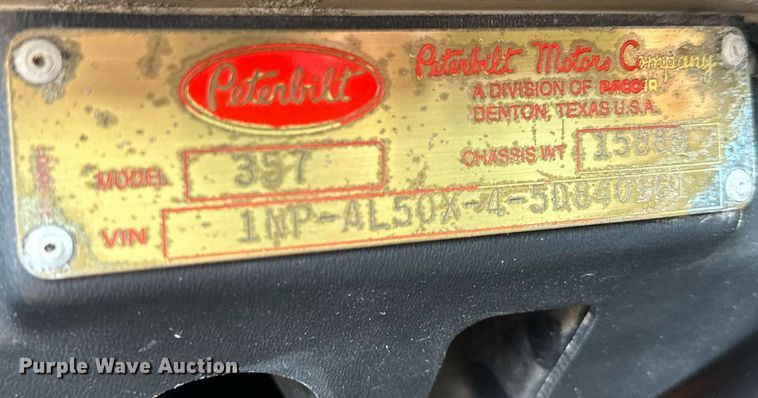 Peterbilt
Peterbilt Motors Company
A DIVISION OF PACCAR
DENTON, TEXAS U.S.A.
MODEL 357
CHASSIS WT
VIN
Purple Wave Auction